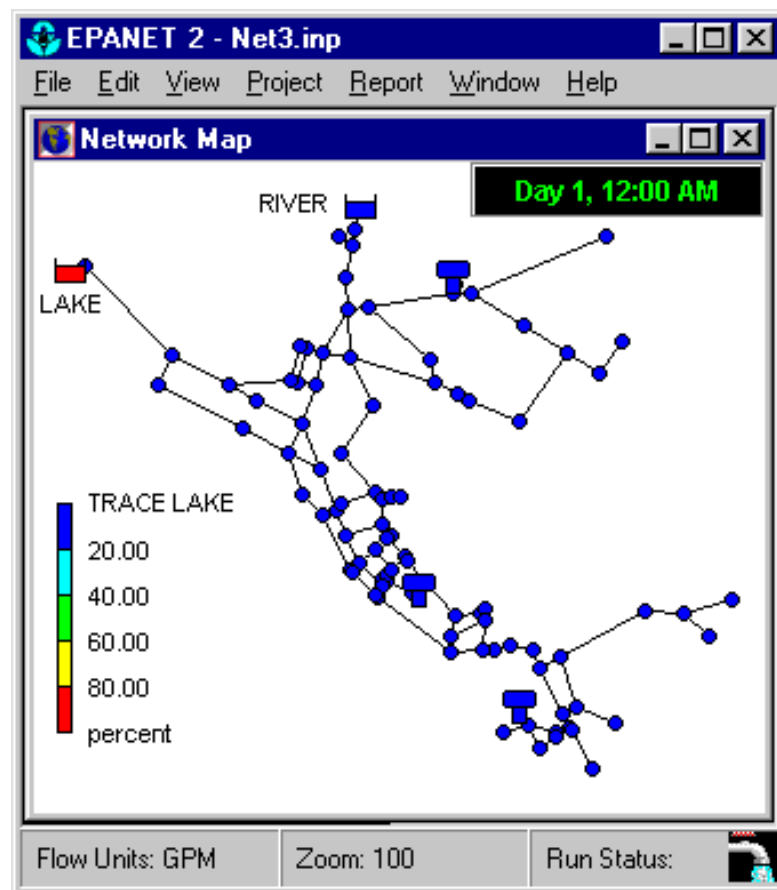 EPANET 2 - Net3.inp
File Edit View Project Report Window Help
Network Map
Day 1, 12:00 AM
RIVER
LAKE
TRACE LAKE
20.00
40.00
60.00
80.00
percent
Flow Units: GPM
Zoom: 100
Run Status: